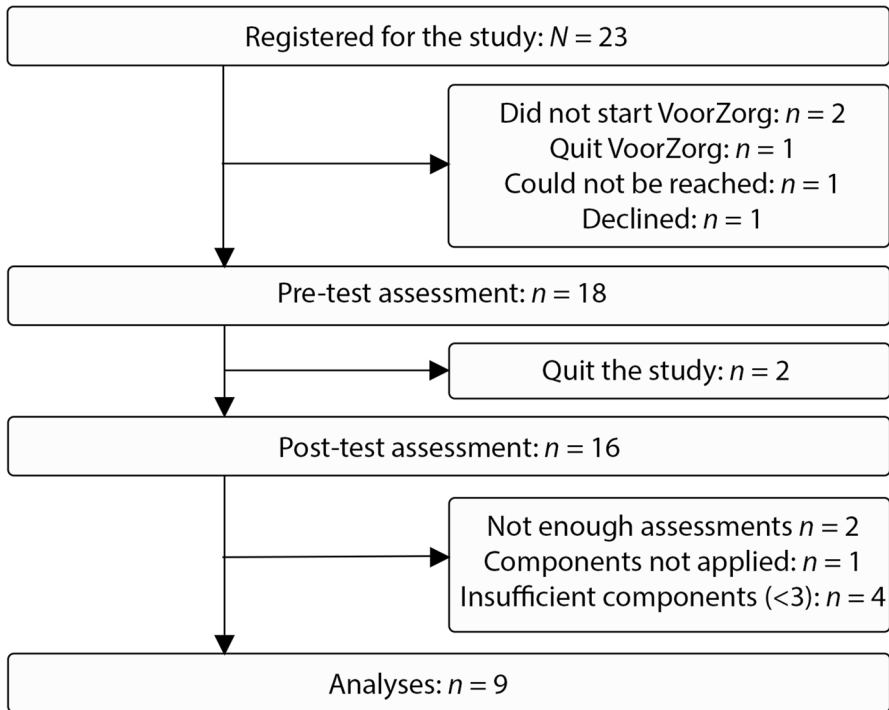 Registered for the study: N = 23
Did not start VoorZorg: n = 2
Quit VoorZorg: n = 1
Could not be reached: n = 1
Declined: n = 1
Pre-test assessment: n = 18
Quit the study: n = 2
Post-test assessment: n = 16
Not enough assessments n = 2
Components not applied: n = 1
Insufficient components (<3): n = 4
Analyses: n = 9